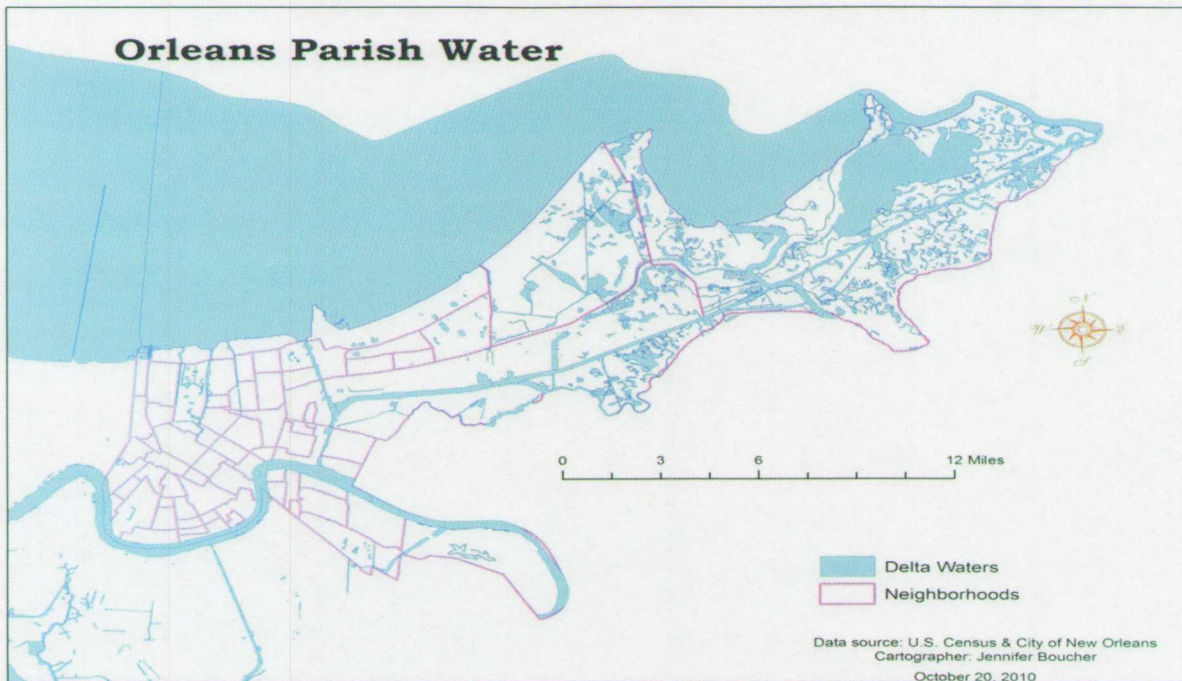 Orleans Parish Water
N
W
E
S
0 3 6 12 Miles
Delta Waters
Neighborhoods
Data source: U.S. Census & City of New Orleans
Cartographer: Jennifer Boucher
October 20, 2010